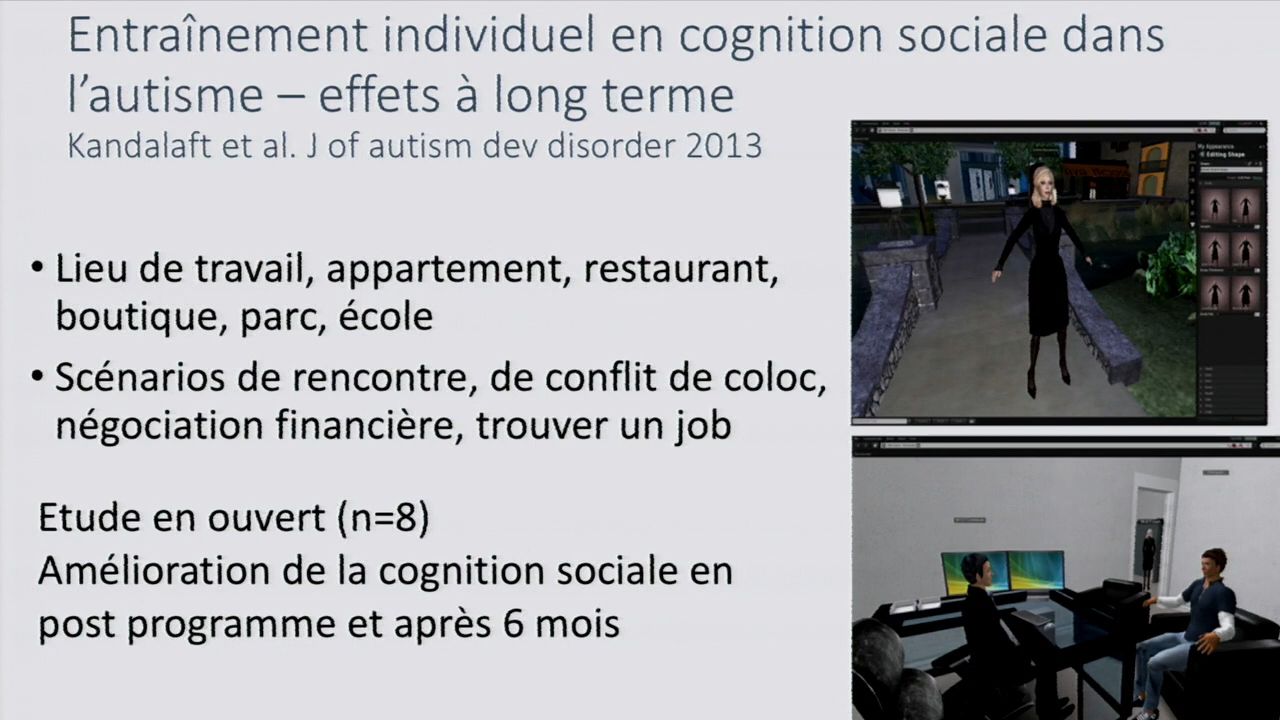 Entraînement individuel en cognition sociale dans
l’autisme – effets à long terme
Kandalaft et al. J of autism dev disorder 2013
• Lieu de travail, appartement, restaurant,
boutique, parc, école
• Scénarios de rencontre, de conflit de coloc,
négociation financière, trouver un job
Etude en ouvert (n=8)
Amélioration de la cognition sociale en
post programme et après 6 mois
My Appearance
Editing Shape